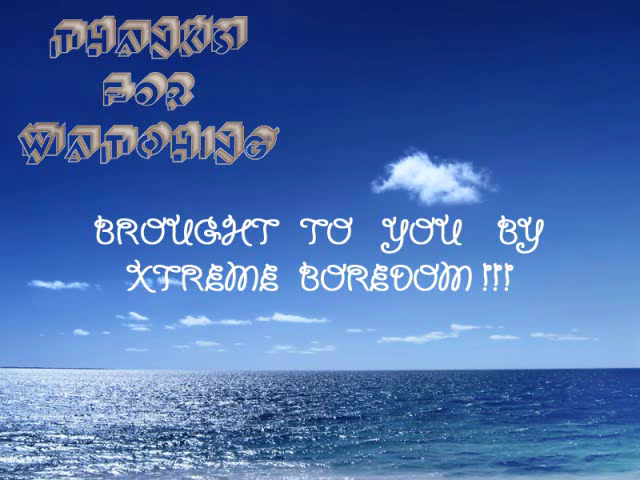 THANKS
FOR
WATCHING
BROUGHT TO YOU BY
XTREME BOREDOM!!!